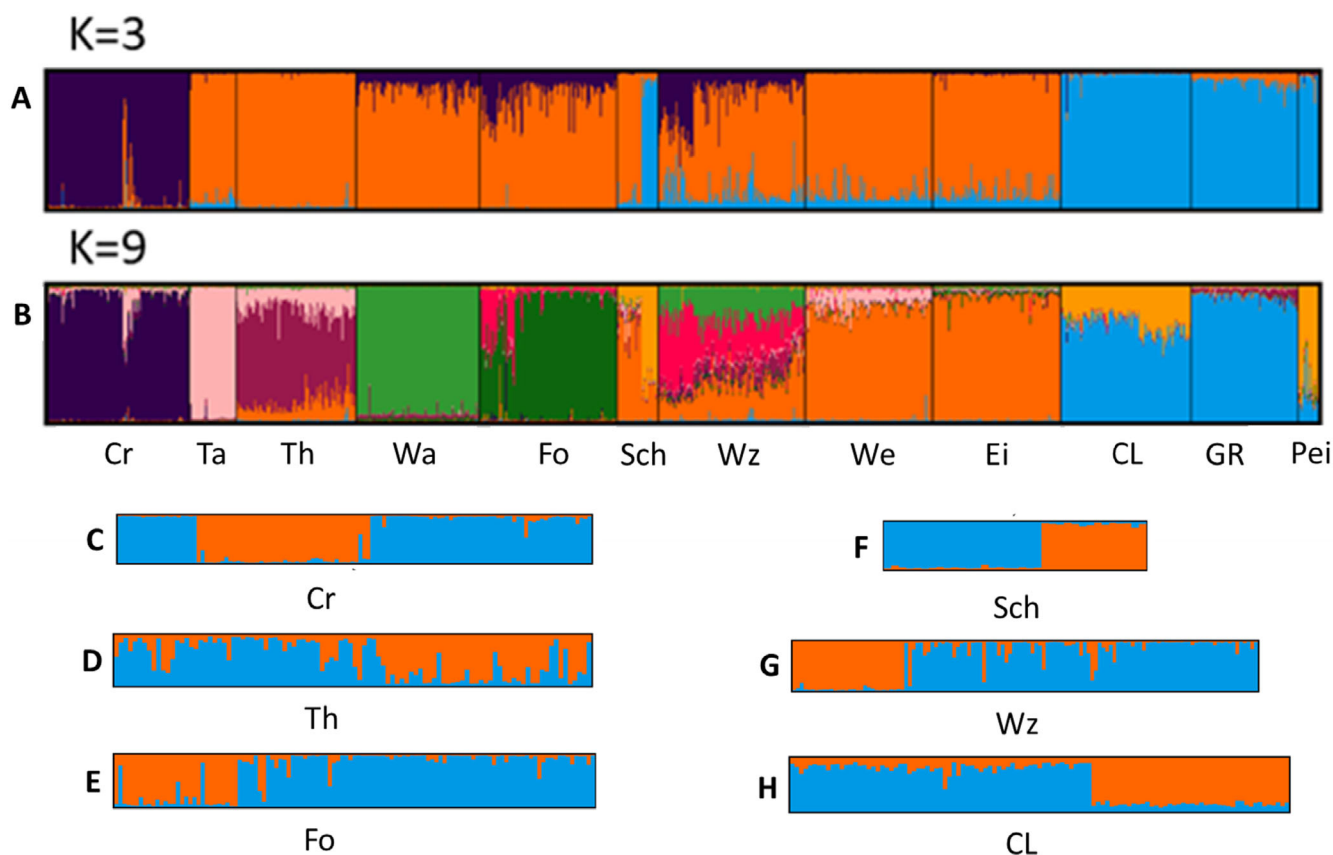 K=3
A
K=9
B
Cr Ta Th Wa Fo Sch Wz We Ei CL GR Pei
C
Cr
F
Sch
D
Th
G
Wz
E
Fo
H
CL